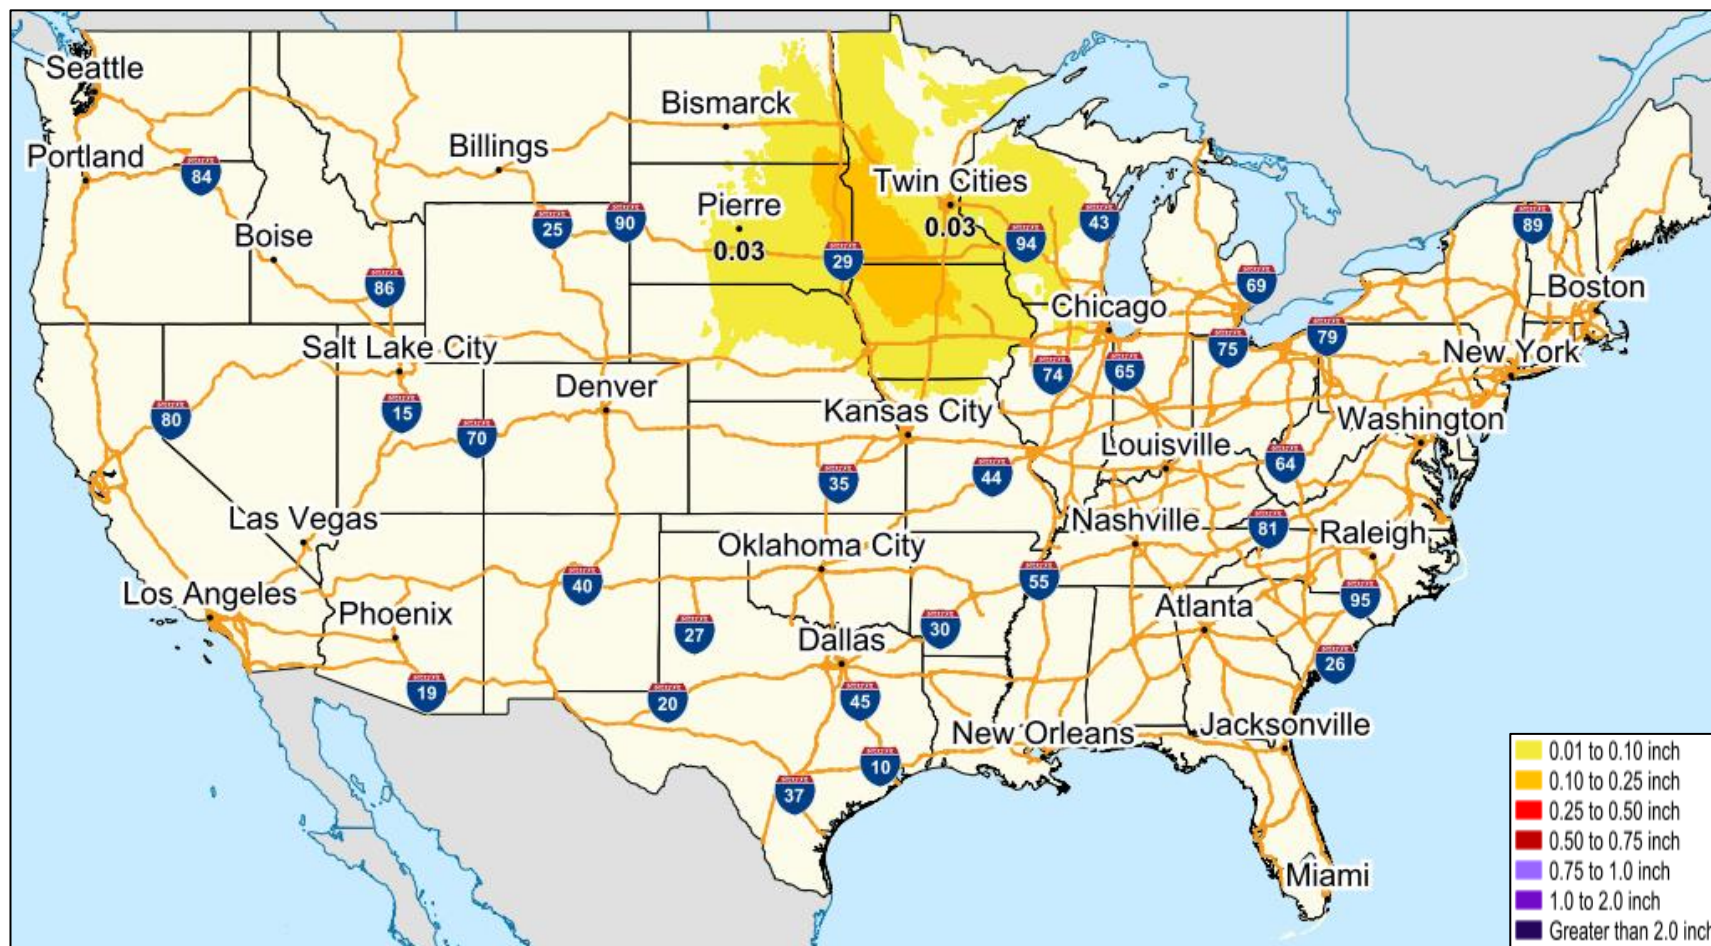 Seattle
Bismarck
Billings
Portland
84
Twin Cities
0.03
Pierre
0.03
25
90
43
89
94
Boise
29
86
69
Boston
Chicago
Salt Lake City
79
75
New York
Denver
74
65
80
15
70
Kansas City
Washington
Louisville
64
35
44
Las Vegas
Nashville
81
Raleigh
Oklahoma City
40
55
Los Angeles
Phoenix
95
Atlanta
27
30
Dallas
26
19
20
45
New Orleans
Jacksonville
10
37
Miami
0.01 to 0.10 inch
0.10 to 0.25 inch
0.25 to 0.50 inch
0.50 to 0.75 inch
0.75 to 1.0 inch
1.0 to 2.0 inch
Greater than 2.0 inch